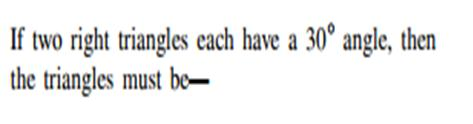 If two right triangles each have a 30° angle, then
the triangles must be—